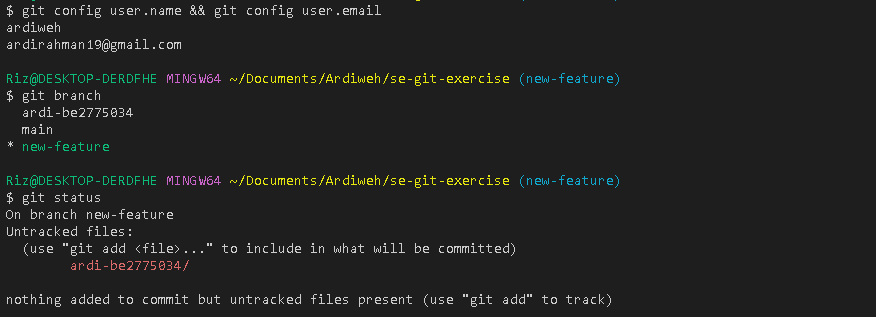 $ git config user.name && git config user.email
ardiweh
ardirahman19@gmail.com
Riz@DESKTOP-DERDFHE MINGW64 ~/Documents/Ardiweh/se-git-exercise (new-feature)
$ git branch
ardi-be2775034
main
* new-feature
Riz@DESKTOP-DERDFHE MINGW64 ~/Documents/Ardiweh/se-git-exercise (new-feature)
$ git status
On branch new-feature
Untracked files:
(use "git add <file>..." to include in what will be committed)
ardi-be2775034/
nothing added to commit but untracked files present (use "git add" to track)